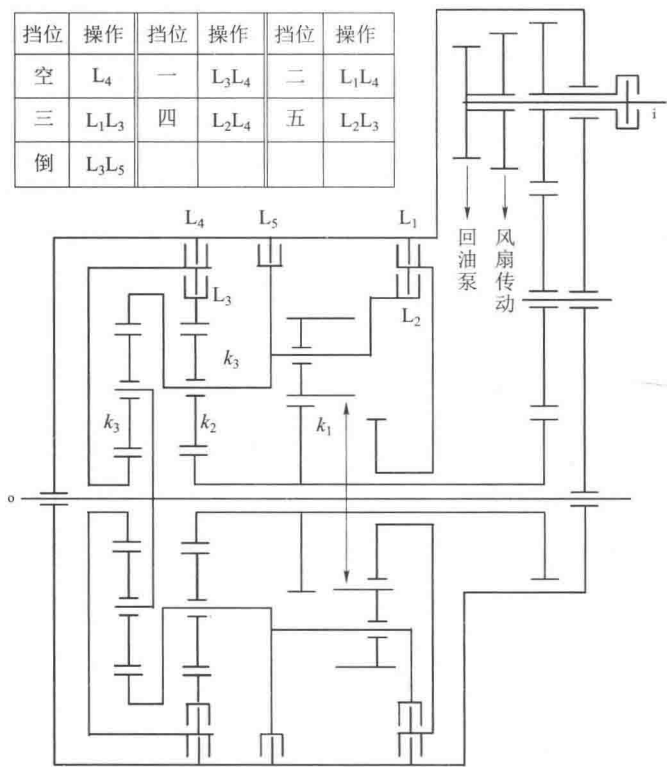 挡位 操作 挡位 操作 挡位 操作
空 L₄ 一 L₃L₄ 二 L₁L₄
三 L₁L₃ 四 L₂L₄ 五 L₂L₃
倒 L₃L₅
i
回油泵
风扇传动
L₄ L₅ L₁
L₃
L₂
k₃
k₃ k₂ k₁
o